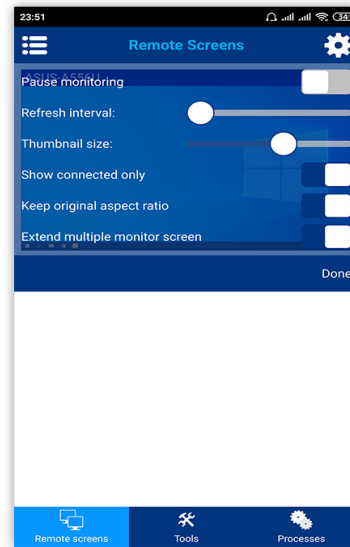 23:51
34
Remote Screens
ASUS-A556U
Pause monitoring
Refresh interval:
Thumbnail size:
Show connected only
Keep original aspect ratio
Extend multiple monitor screen
Done
Remote screens
Tools
Processes